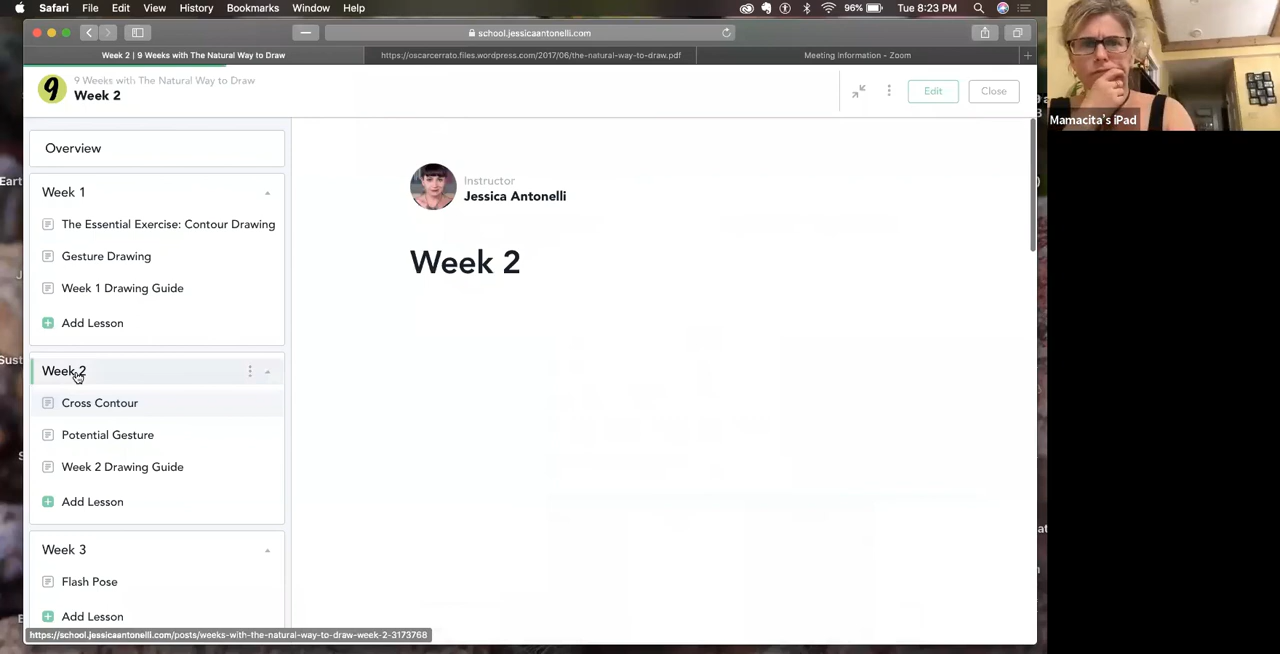 Safari File Edit View History Bookmarks Window Help 96% Tue 8:23 PM
school.jessicaantonelli.com
Week 2 | 9 Weeks with The Natural Way to Draw https://oscarcerrato.files.wordpress.com/2017/06/the-natural-way-to-draw.pdf Meeting Information - Zoom
9
9 Weeks with The Natural Way to Draw
Week 2
Edit Close
Overview
Week 1
The Essential Exercise: Contour Drawing
Gesture Drawing
Week 1 Drawing Guide
Add Lesson
Week 2
Cross Contour
Potential Gesture
Week 2 Drawing Guide
Add Lesson
Week 3
Flash Pose
Add Lesson
https://school.jessicaantonelli.com/posts/weeks-with-the-natural-way-to-draw-week-2-3173768
Instructor
Jessica Antonelli
Week 2
Mamacita's iPad
Eart
Sust